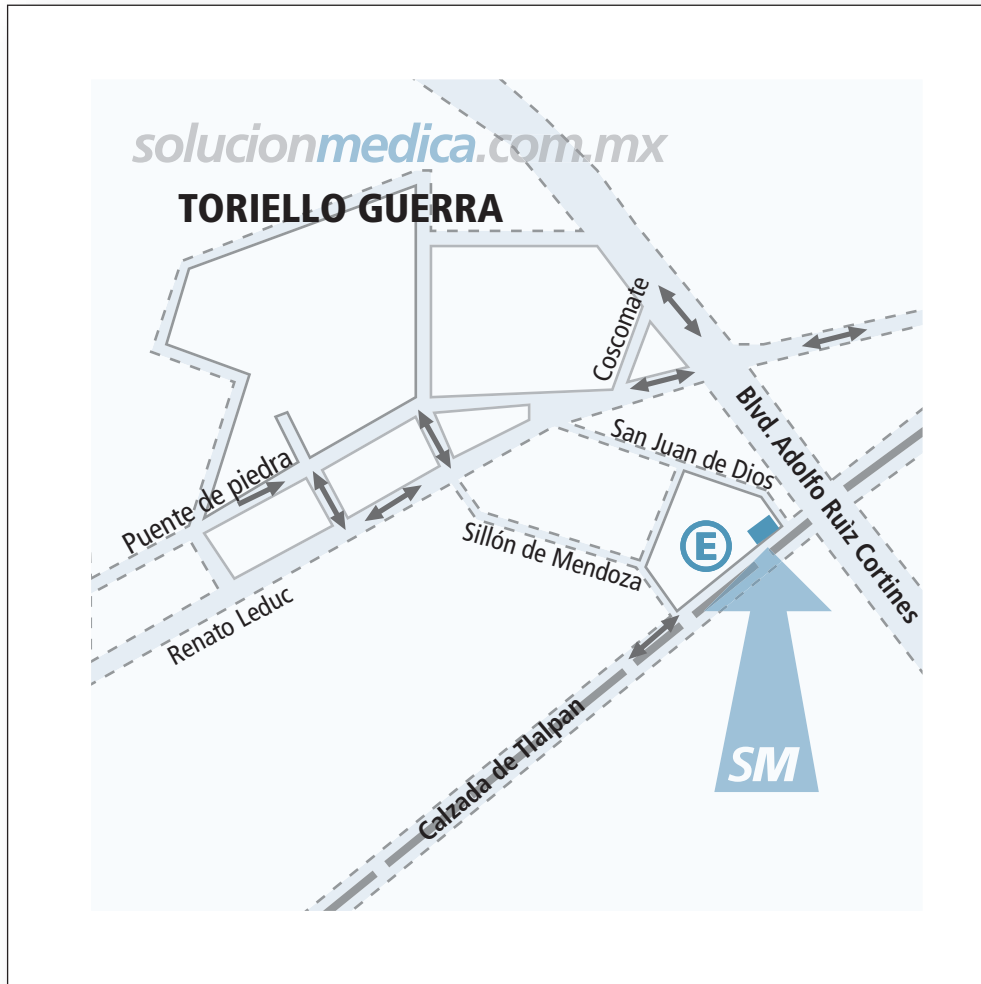 solucionmedica.com.mx
TORIELLO GUERRA
Coscomate
Blvd. Adolfo Ruiz Cortines
San Juan de Dios
Puente de piedra
Sillón de Mendoza
E
Renato Leduc
Calzada de Tlalpan
SM